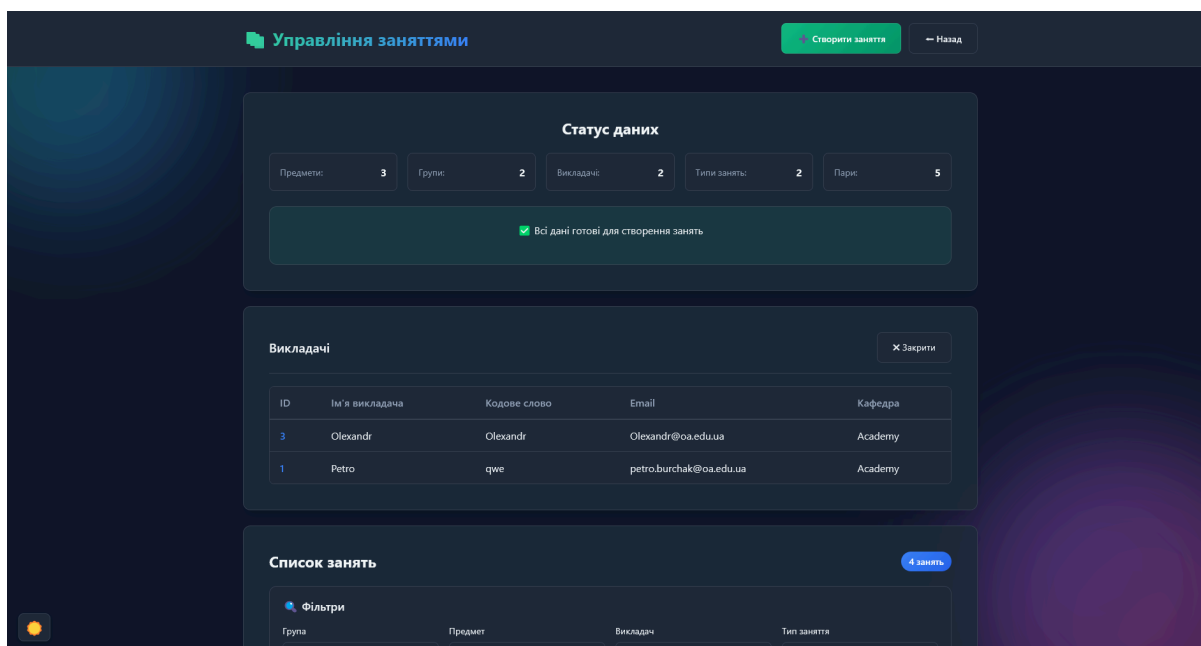 Управління заняттями
➕ Створити заняття
← Назад
Статус даних
Предмети: 3
Групи: 2
Викладачі: 2
Типи занять: 2
Пари: 5
✅ Всі дані готові для створення занять
Викладачі
✕ Закрити
ID Ім'я викладача Кодове слово Email Кафедра
3 Olexandr Olexandr Olexandr@oa.edu.ua Academy
1 Petro qwe petro.burchak@oa.edu.ua Academy
Список занять
4 занять
Фільтри
Група Предмет Викладач Тип заняття